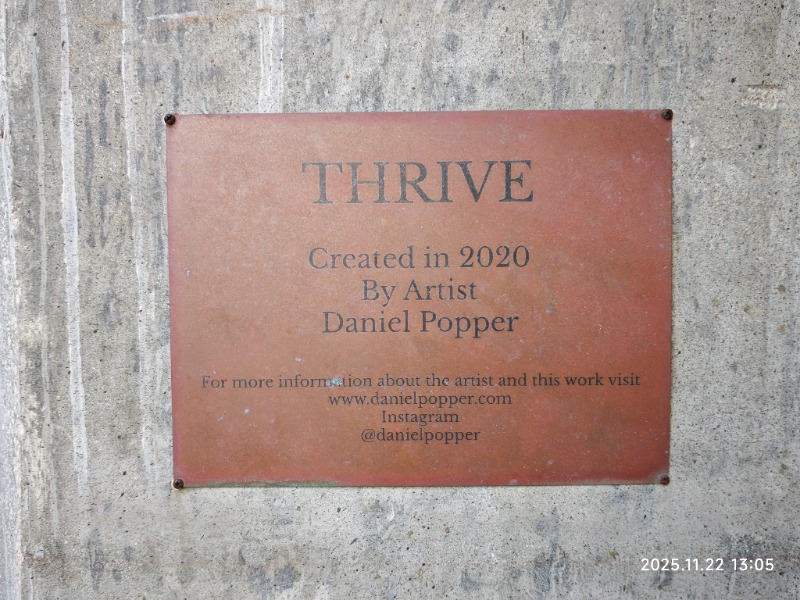 THRIVE
Created in 2020
By Artist
Daniel Popper
For more information about the artist and this work visit
www.danielpopper.com
Instagram
@danielpopper
2025.11.22 13:05